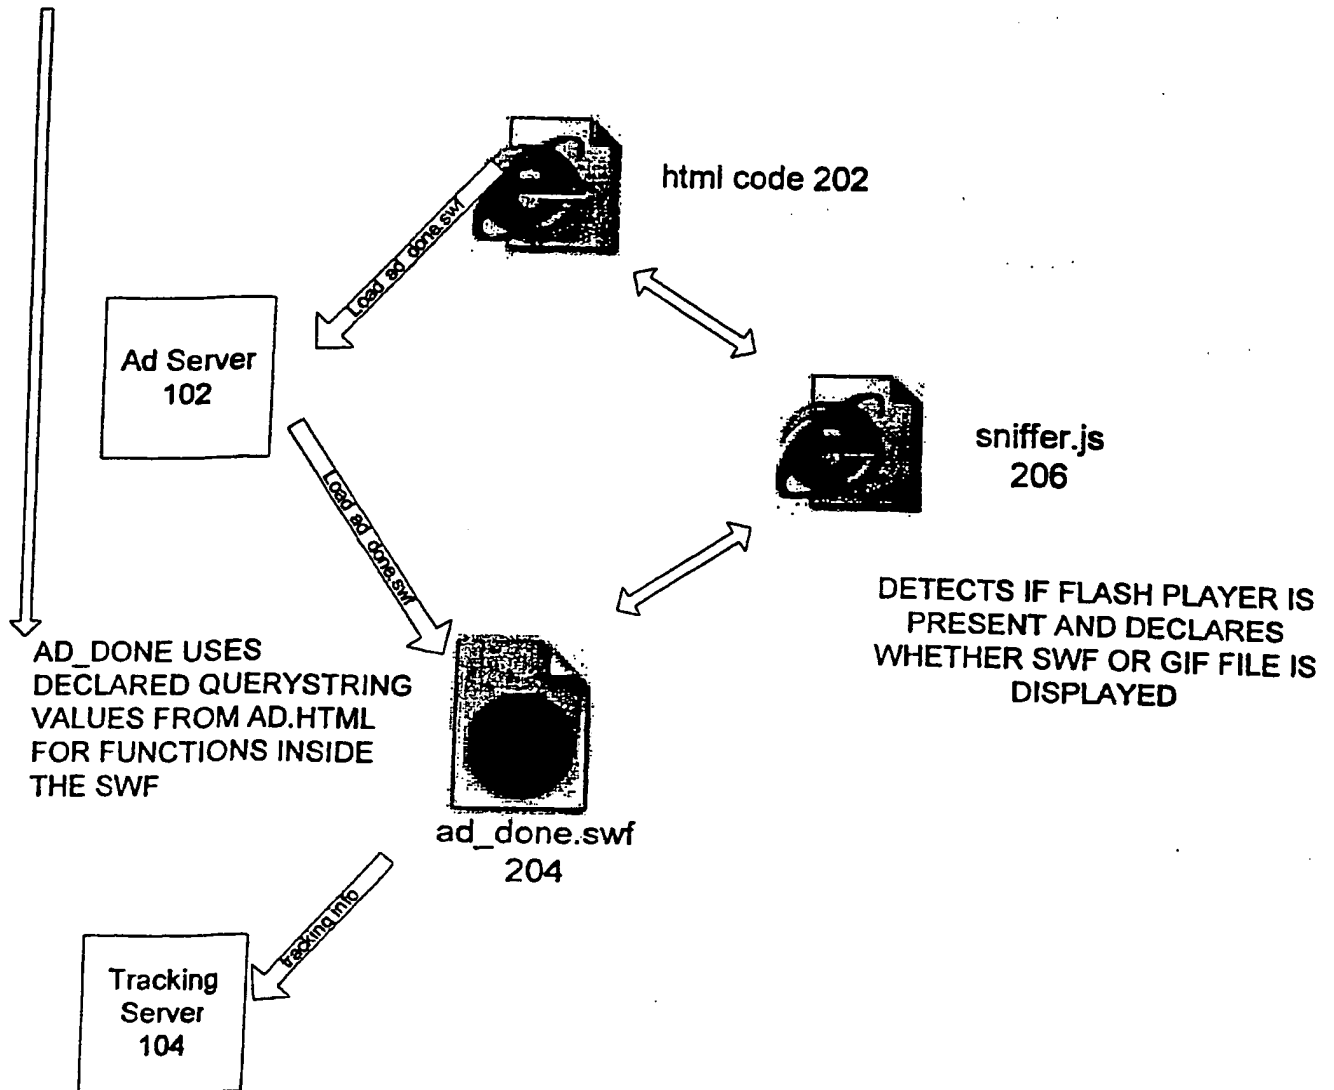 html code 202
Load ad_done.swf
Ad Server
102
sniffer.js
206
Load ad_done.swf
DETECTS IF FLASH PLAYER IS
PRESENT AND DECLARES
WHETHER SWF OR GIF FILE IS
DISPLAYED
AD_DONE USES
DECLARED QUERYSTRING
VALUES FROM AD.HTML
FOR FUNCTIONS INSIDE
THE SWF
ad_done.swf
204
tracking info
Tracking
Server
104